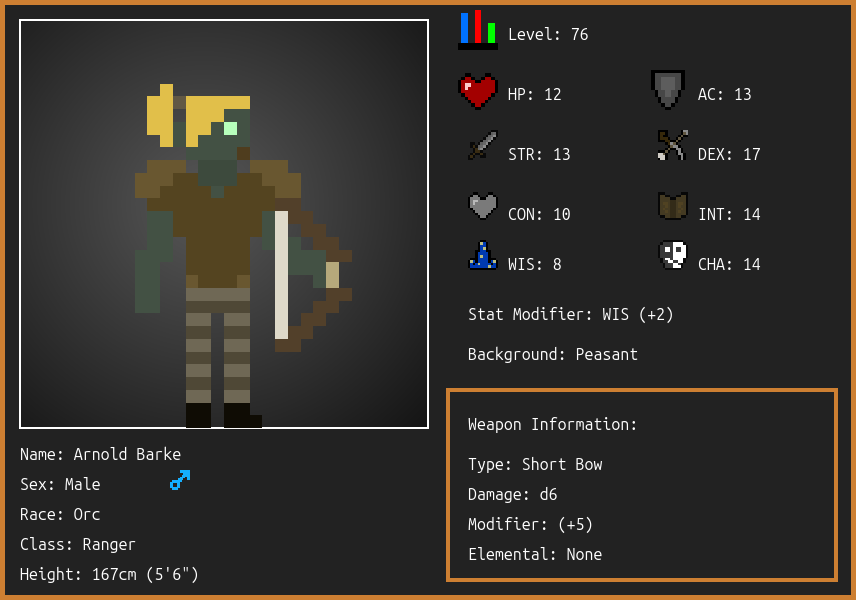 Level: 76
HP: 12
AC: 13
STR: 13
DEX: 17
CON: 10
INT: 14
WIS: 8
CHA: 14
Stat Modifier: WIS (+2)
Background: Peasant
Weapon Information:
Type: Short Bow
Damage: d6
Modifier: (+5)
Elemental: None
Name: Arnold Barke
Sex: Male
Race: Orc
Class: Ranger
Height: 167cm (5'6")